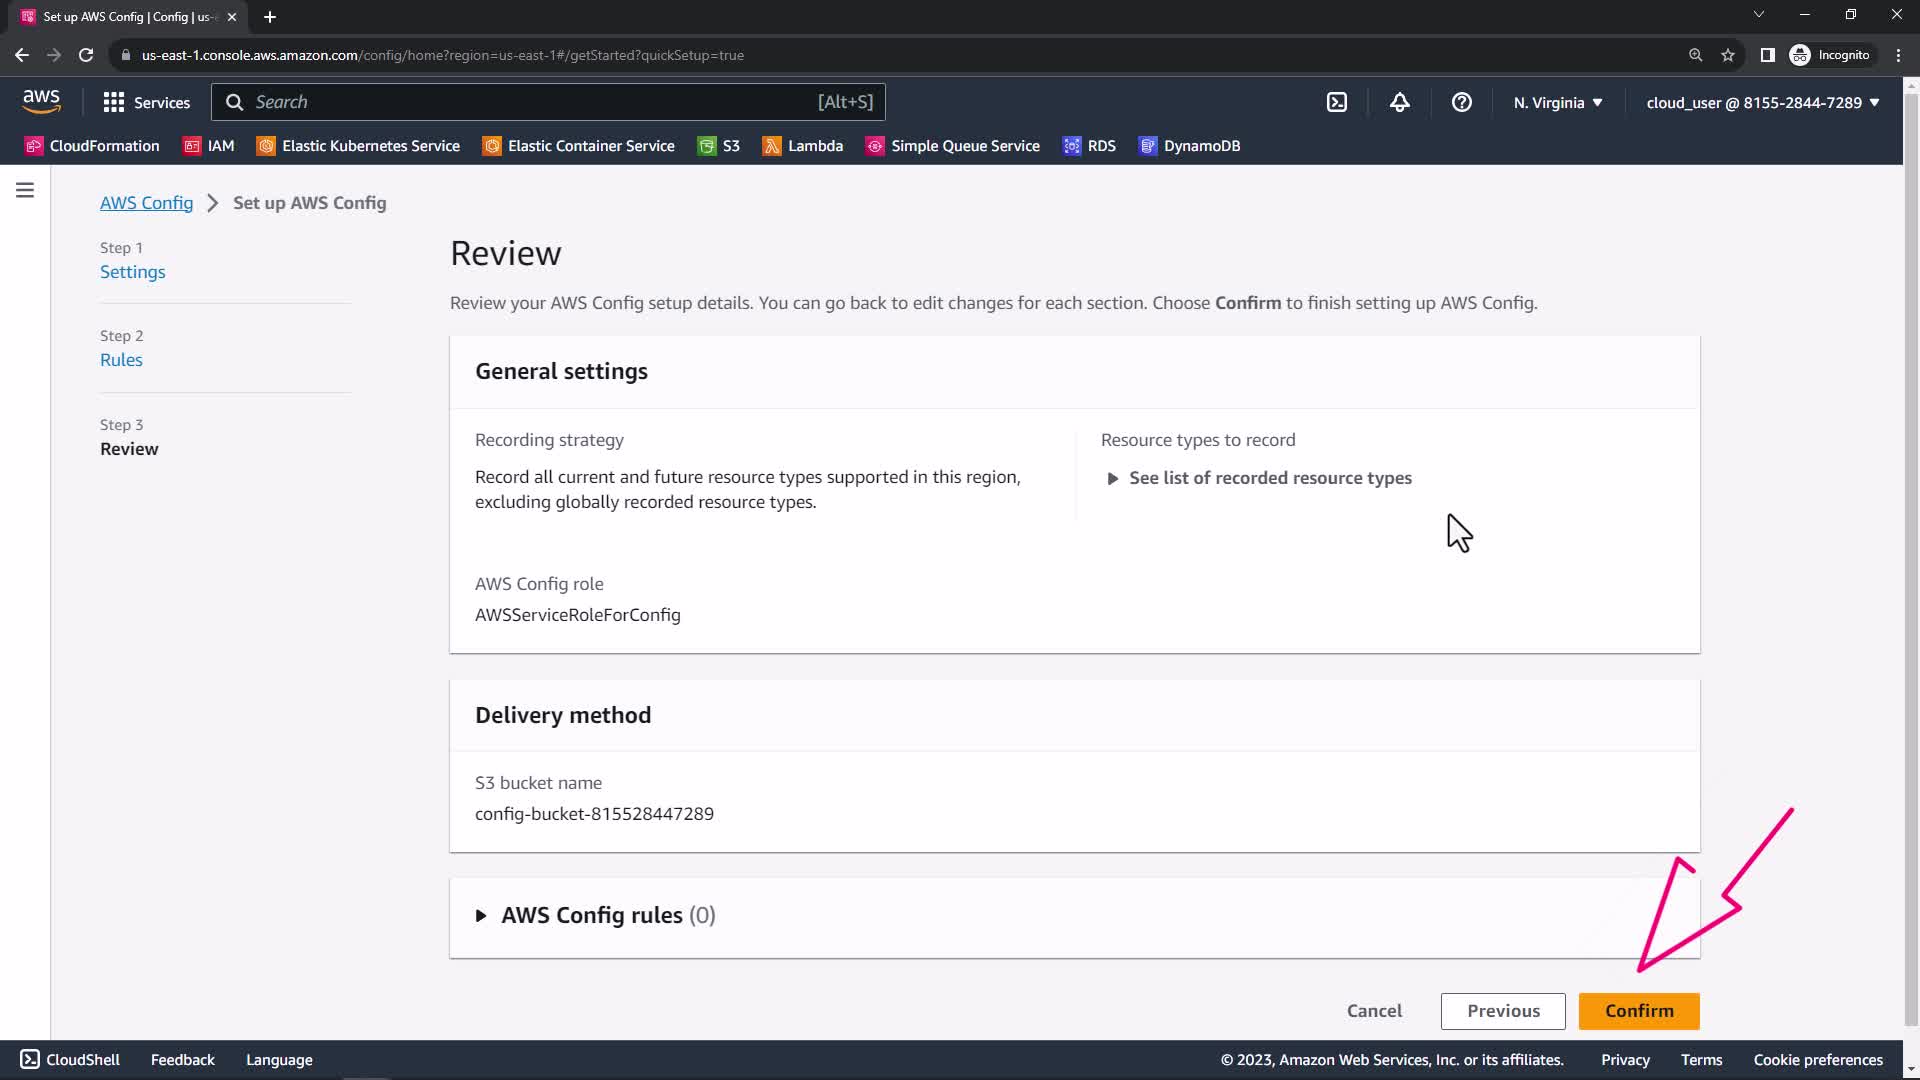 Set up AWS Config | Config | us-e
us-east-1.console.aws.amazon.com/config/home?region=us-east-1#/getStarted?quickSetup=true
Incognito
aws
Services
Search
[Alt+S]
N. Virginia
cloud_user @ 8155-2844-7289
CloudFormation
IAM
Elastic Kubernetes Service
Elastic Container Service
S3
Lambda
Simple Queue Service
RDS
DynamoDB
AWS Config
Set up AWS Config
Step 1
Settings
Step 2
Rules
Step 3
Review
Review
Review your AWS Config setup details. You can go back to edit changes for each section. Choose Confirm to finish setting up AWS Config.
General settings
Recording strategy
Record all current and future resource types supported in this region,
excluding globally recorded resource types.
Resource types to record
See list of recorded resource types
AWS Config role
AWSServiceRoleForConfig
Delivery method
S3 bucket name
config-bucket-815528447289
AWS Config rules (0)
Cancel
Previous
Confirm
CloudShell
Feedback
Language
© 2023, Amazon Web Services, Inc. or its affiliates.
Privacy
Terms
Cookie preferences